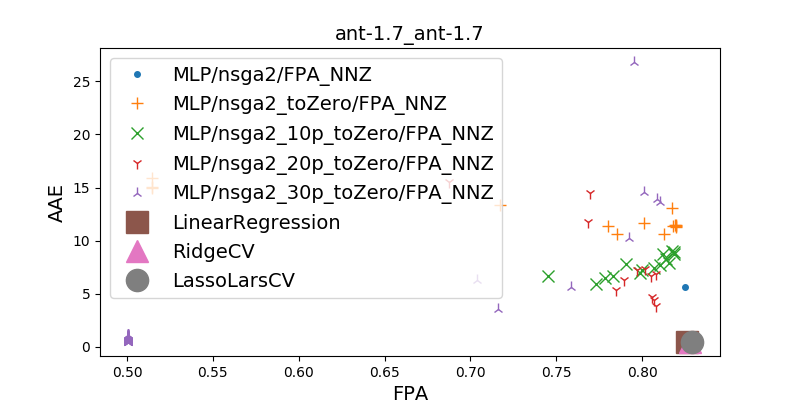 ant-1.7_ant-1.7
AAE
25
20
15
10
5
0
MLP/nsga2/FPA_NNZ
MLP/nsga2_toZero/FPA_NNZ
MLP/nsga2_10p_toZero/FPA_NNZ
MLP/nsga2_20p_toZero/FPA_NNZ
MLP/nsga2_30p_toZero/FPA_NNZ
LinearRegression
RidgeCV
LassoLarsCV
0.50 0.55 0.60 0.65 0.70 0.75 0.80
FPA